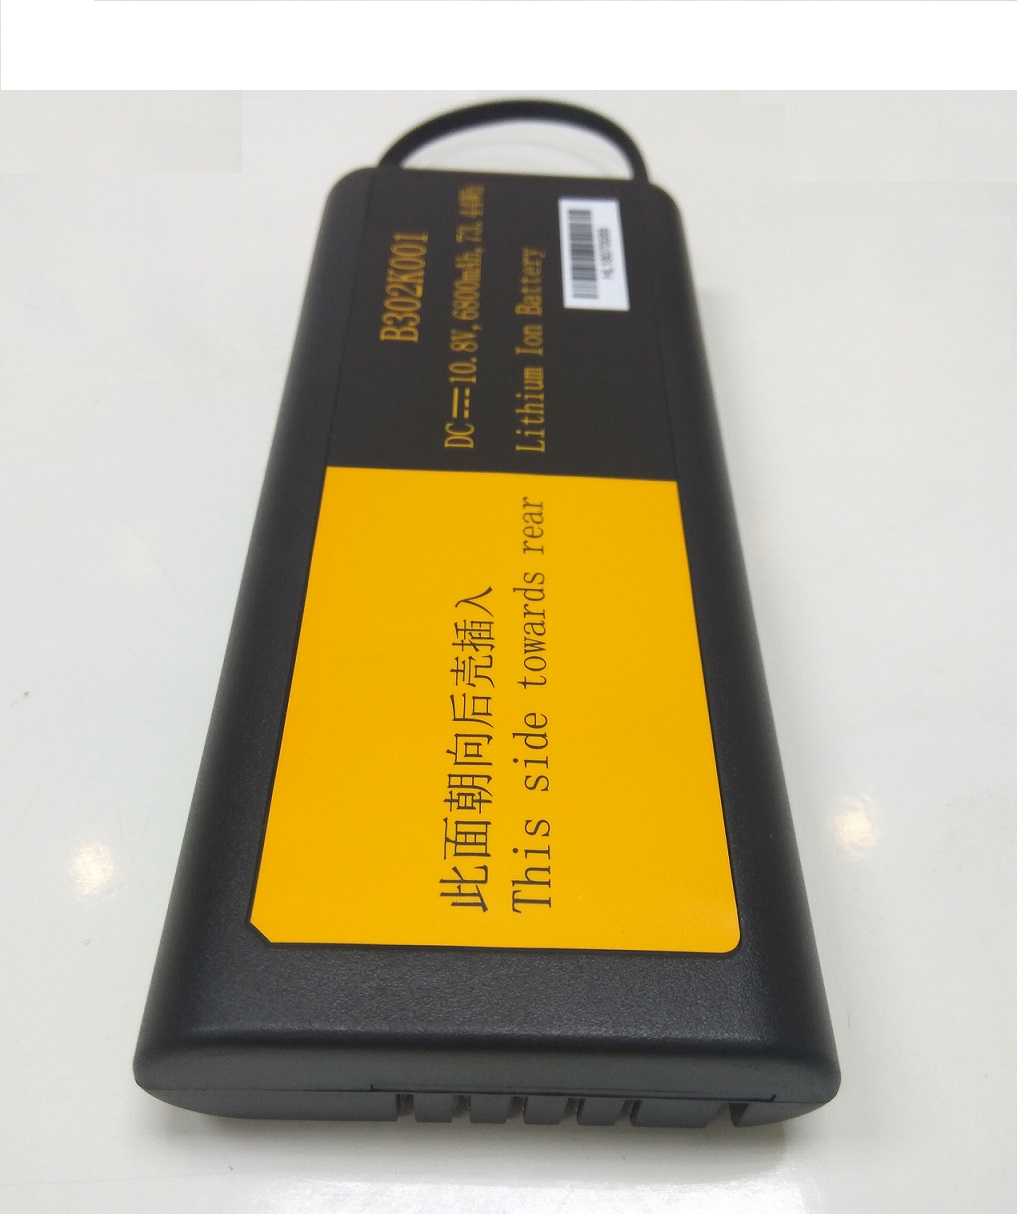 B302K001
DC⎓10.8V,6800mAh,73.44Wh
Lithium Ion Battery
此面朝向后壳插入
This side towards rear